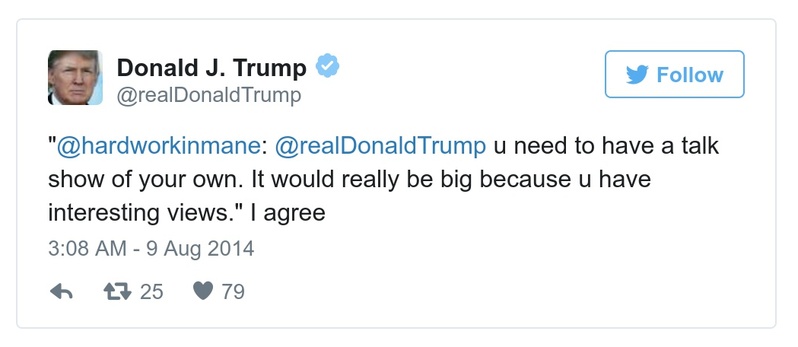 Donald J. Trump
@realDonaldTrump
Follow
"@hardworkinmane: @realDonaldTrump u need to have a talk
show of your own. It would really be big because u have
interesting views." I agree
3:08 AM - 9 Aug 2014
25 79